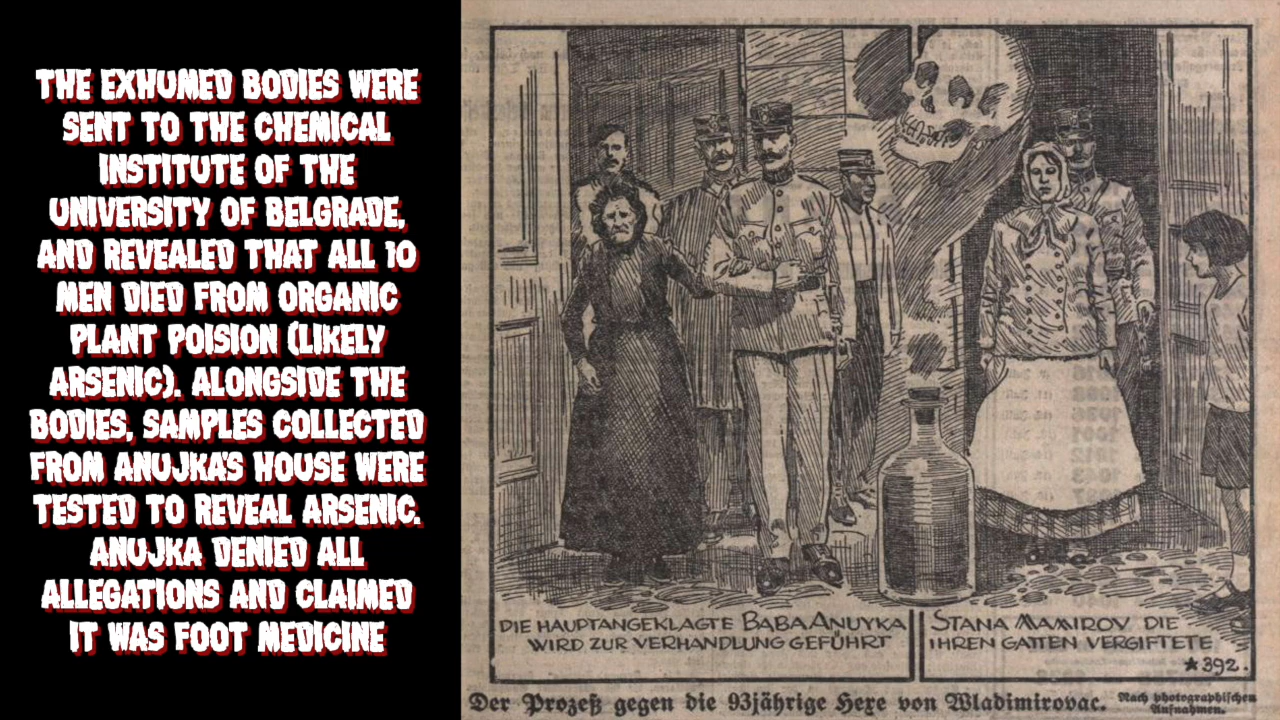 THE EXHUMED BODIES WERE
SENT TO THE CHEMICAL
INSTITUTE OF THE
UNIVERSITY OF BELGRADE,
AND REVEALED THAT ALL 10
MEN DIED FROM ORGANIC
PLANT POISION (LIKELY
ARSENIC). ALONGSIDE THE
BODIES, SAMPLES COLLECTED
FROM ANUJKA'S HOUSE WERE
TESTED TO REVEAL ARSENIC.
ANUJKA DENIED ALL
ALLEGATIONS AND CLAIMED
IT WAS FOOT MEDICINE
DIE HAUPTANGEKLAGTE BABA ANUYKA
WIRD ZUR VERHANDLUNG GEFÜHRT
STANA MAMIROV DIE
IHREN GATTEN VERGIFTETE
★392.
Der Prozeß gegen die 93jährige Hexe von Wladimirovac.
Nach photographischen
Aufnahmen.